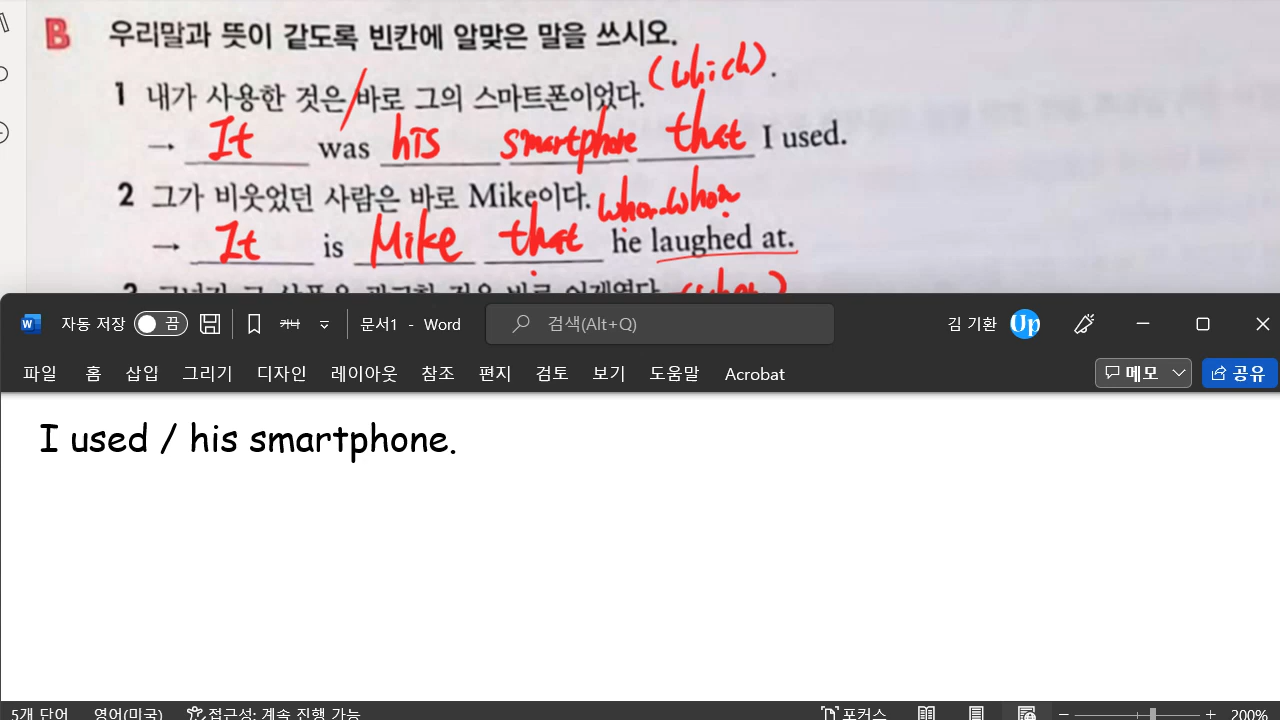 B 우리말과 뜻이 같도록 빈칸에 알맞은 말을 쓰시오.
1 내가 사용한 것은/바로 그의 스마트폰이었다. (which).
→ It was his smartphone that I used.
2 그가 비웃었던 사람은 바로 Mike이다. who.whom
→ It is Mike that he laughed at.
자동 저장 끔 가나 문서1 - Word 검색(Alt+Q) 김 기환 Up
파일 홈 삽입 그리기 디자인 레이아웃 참조 편지 검토 보기 도움말 Acrobat 메모 공유
I used / his smartphone.
5개 단어 영어(미국) 접근성: 계속 진행 가능 포커스 200%